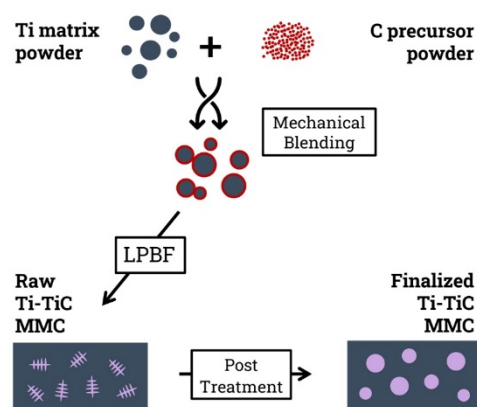 Ti matrix
powder
+
C precursor
powder
Mechanical
Blending
LPBF
Raw
Ti-TiC
MMC
Post
Treatment
Finalized
Ti-TiC
MMC